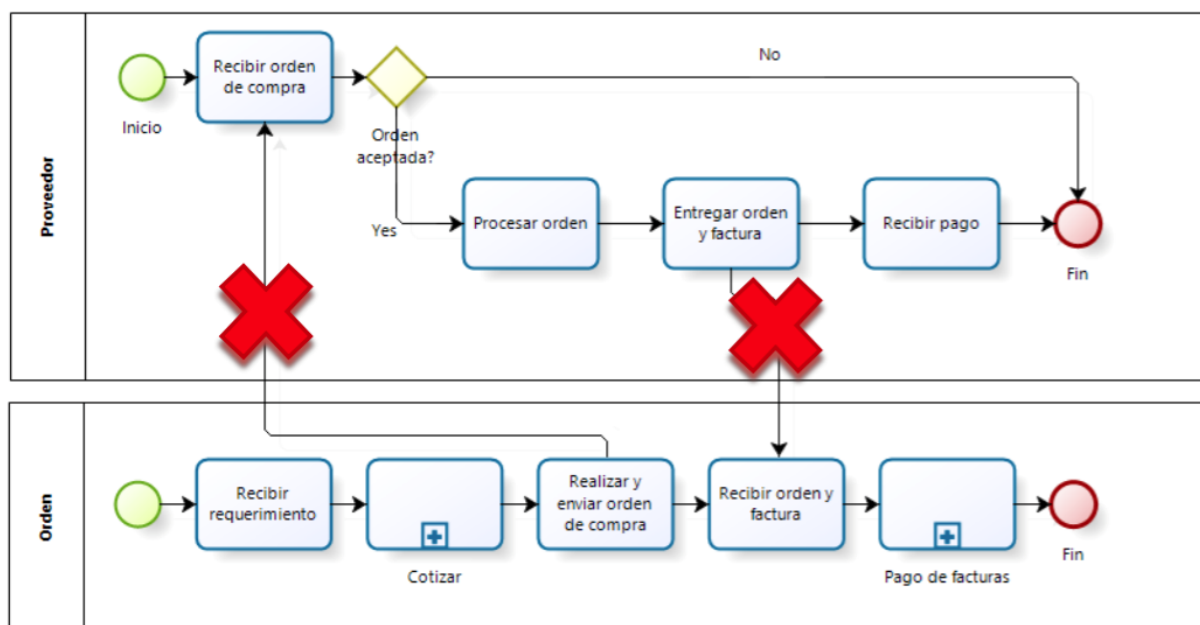 Proveedor
Inicio
Recibir orden
de compra
Orden
aceptada?
No
Yes
Procesar orden
Entregar orden
y factura
Recibir pago
Fin
Orden
Recibir
requerimiento
Cotizar
Realizar y
enviar orden
de compra
Recibir orden y
factura
Pago de facturas
Fin